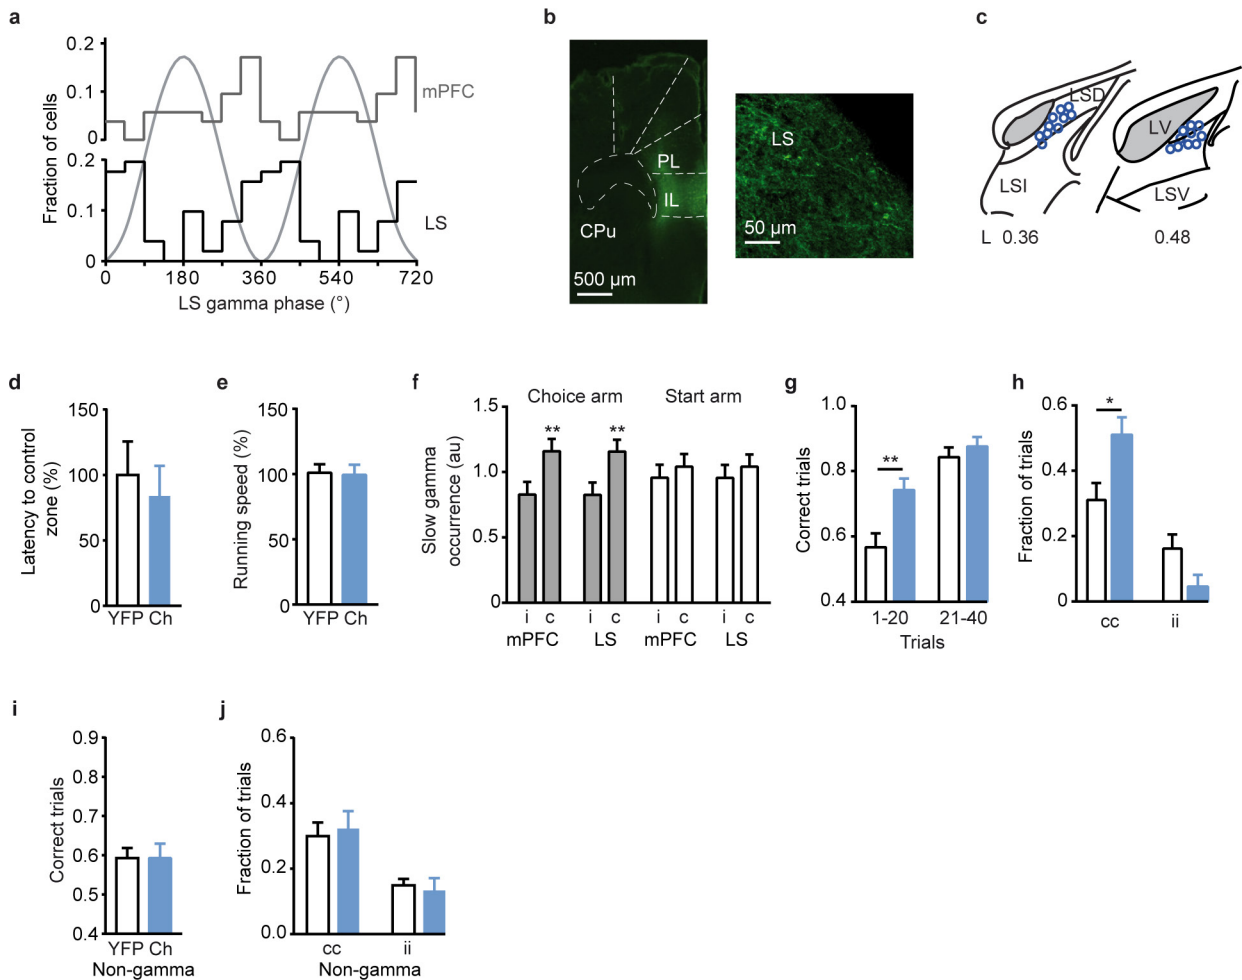 a
0.2
0.1
0
0.2
0.1
0
Fraction of cells
mPFC
LS
0 180 360 540 720
LS gamma phase (°)
b
PL
IL
CPu
500 µm
LS
50 µm
c
LSD
LV
LSI
LSV
L 0.36 0.48
d
Latency to control
zone (%)
150
100
50
0
YFP Ch
e
Running speed (%)
150
100
50
0
YFP Ch
f
Choice arm Start arm
Slow gamma
occurrence (au)
1.5
1.0
0.5
0
** **
i c i c i c i c
mPFC LS mPFC LS
g
Correct trials
1.0
0.8
0.6
0.4
**
1-20 21-40
Trials
h
Fraction of trials
0.6
0.4
0.2
0
*
cc ii
i
Correct trials
0.9
0.8
0.7
0.6
0.5
0.4
YFP Ch
Non-gamma
j
Fraction of trials
0.6
0.4
0.2
0.0
cc ii
Non-gamma